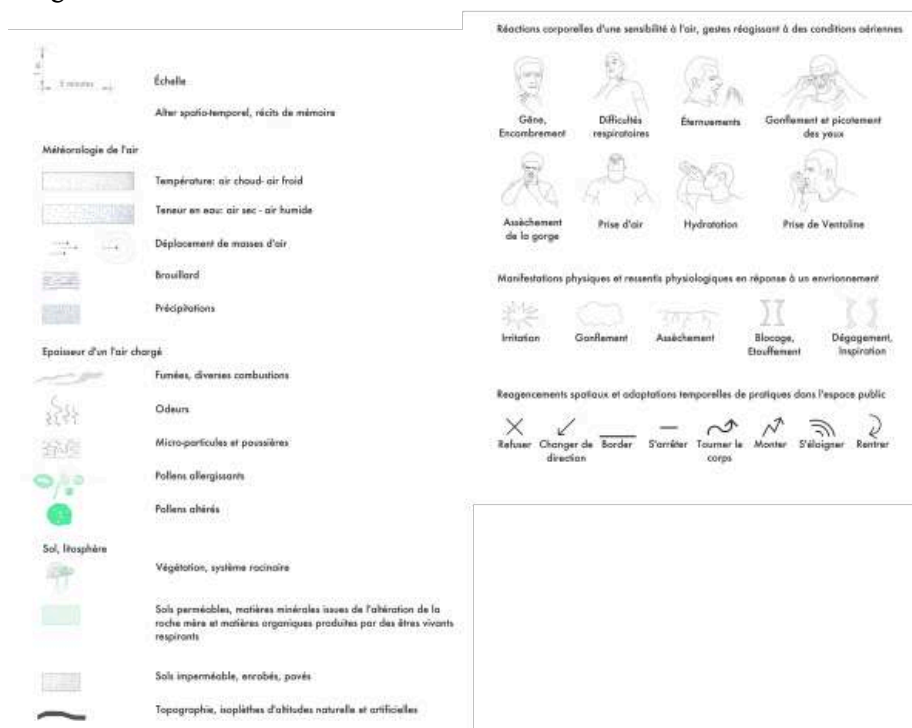 5 minutes
Échelle
Alter spatio-temporel, récits de mémoire
Météorologie de l'air
Température: air chaud- air froid
Teneur en eau: air sec - air humide
Déplacement de masses d'air
Brouillard
Précipitations
Epaisseur d'un l'air chargé
Fumées, diverses combustions
Odeurs
Micro-particules et poussières
Pollens allergissants
Pollens altérés
Sol, litosphère
Végétation, système racinaire
Sols perméables, matières minérales issues de l'altération de la
roche mère et matières organiques produites par des êtres vivants
respirants
Sols imperméable, enrobés, pavés
Topographie, isoplèthes d'altitudes naturelle et artificielles
Réactions corporelles d'une sensibilité à l'air, gestes réagissant à des conditions aériennes
Gêne,
Encombrement
Difficultés
respiratoires
Éternuements
Gonflement et picotement
des yeux
Assèchement
de la gorge
Prise d'air
Hydratation
Prise de Ventoline
Manifestations physiques et ressentis physiologiques en réponse à un envrionnement
Irritation
Gonflement
Assèchement
Blocage,
Etouffement
Dégagement,
Inspiration
Reagencements spatiaux et adaptations temporelles de pratiques dans l'espace public
Refuser
Changer de
direction
Border
S'arrêter
Tourner le
corps
Monter
S'éloigner
Rentrer